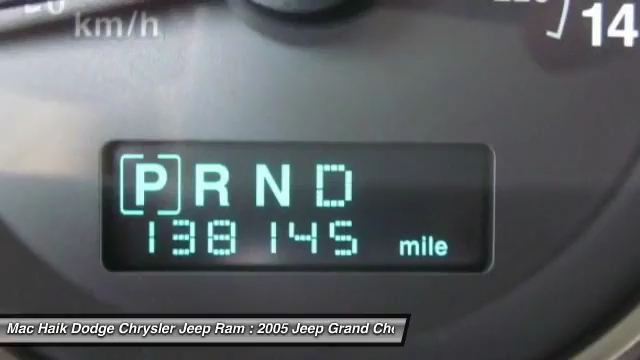 km/h
14
P R N D
138145 mile
Mac Haik Dodge Chrysler Jeep Ram : 2005 Jeep Grand Che